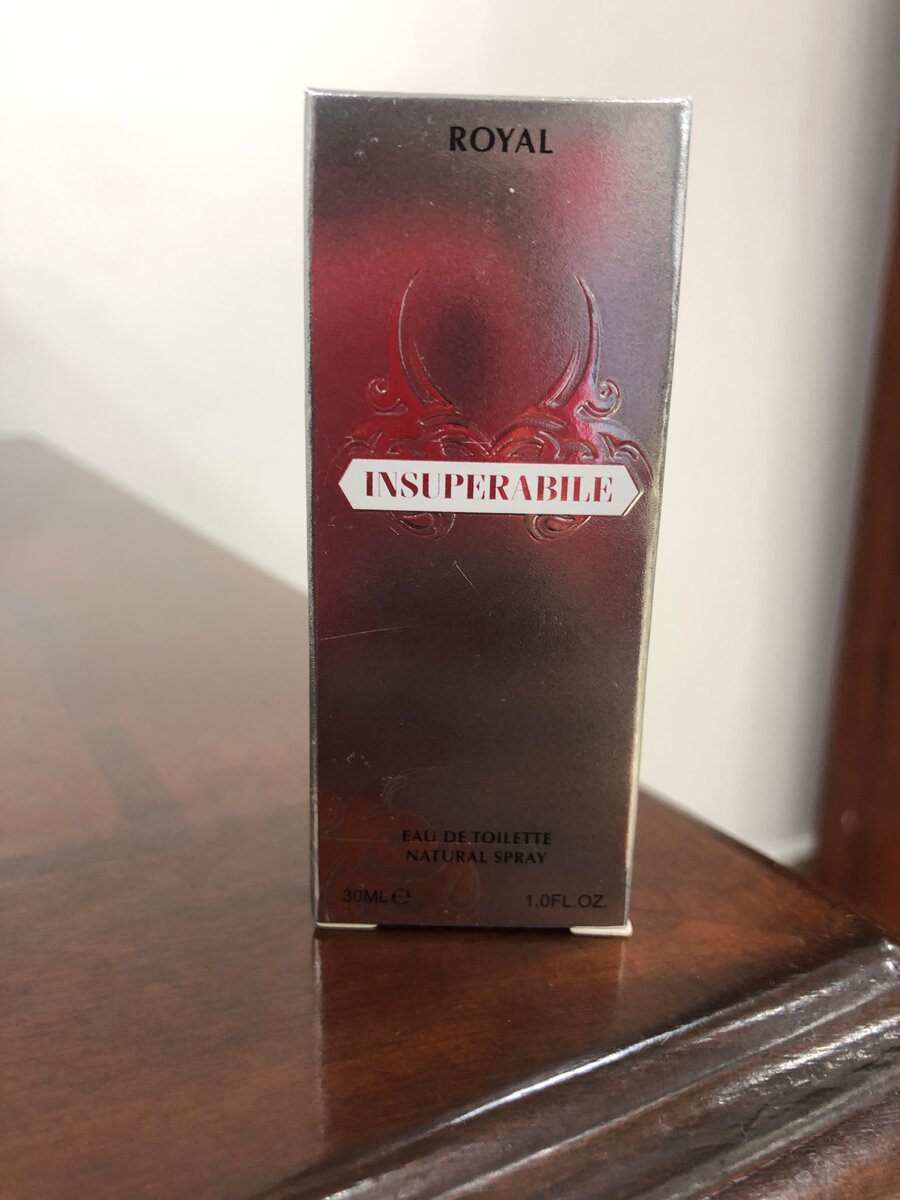 ROYAL
INSUPERABILE
EAU DE TOILETTE
NATURAL SPRAY
30ML ℮
1.0FL.OZ.